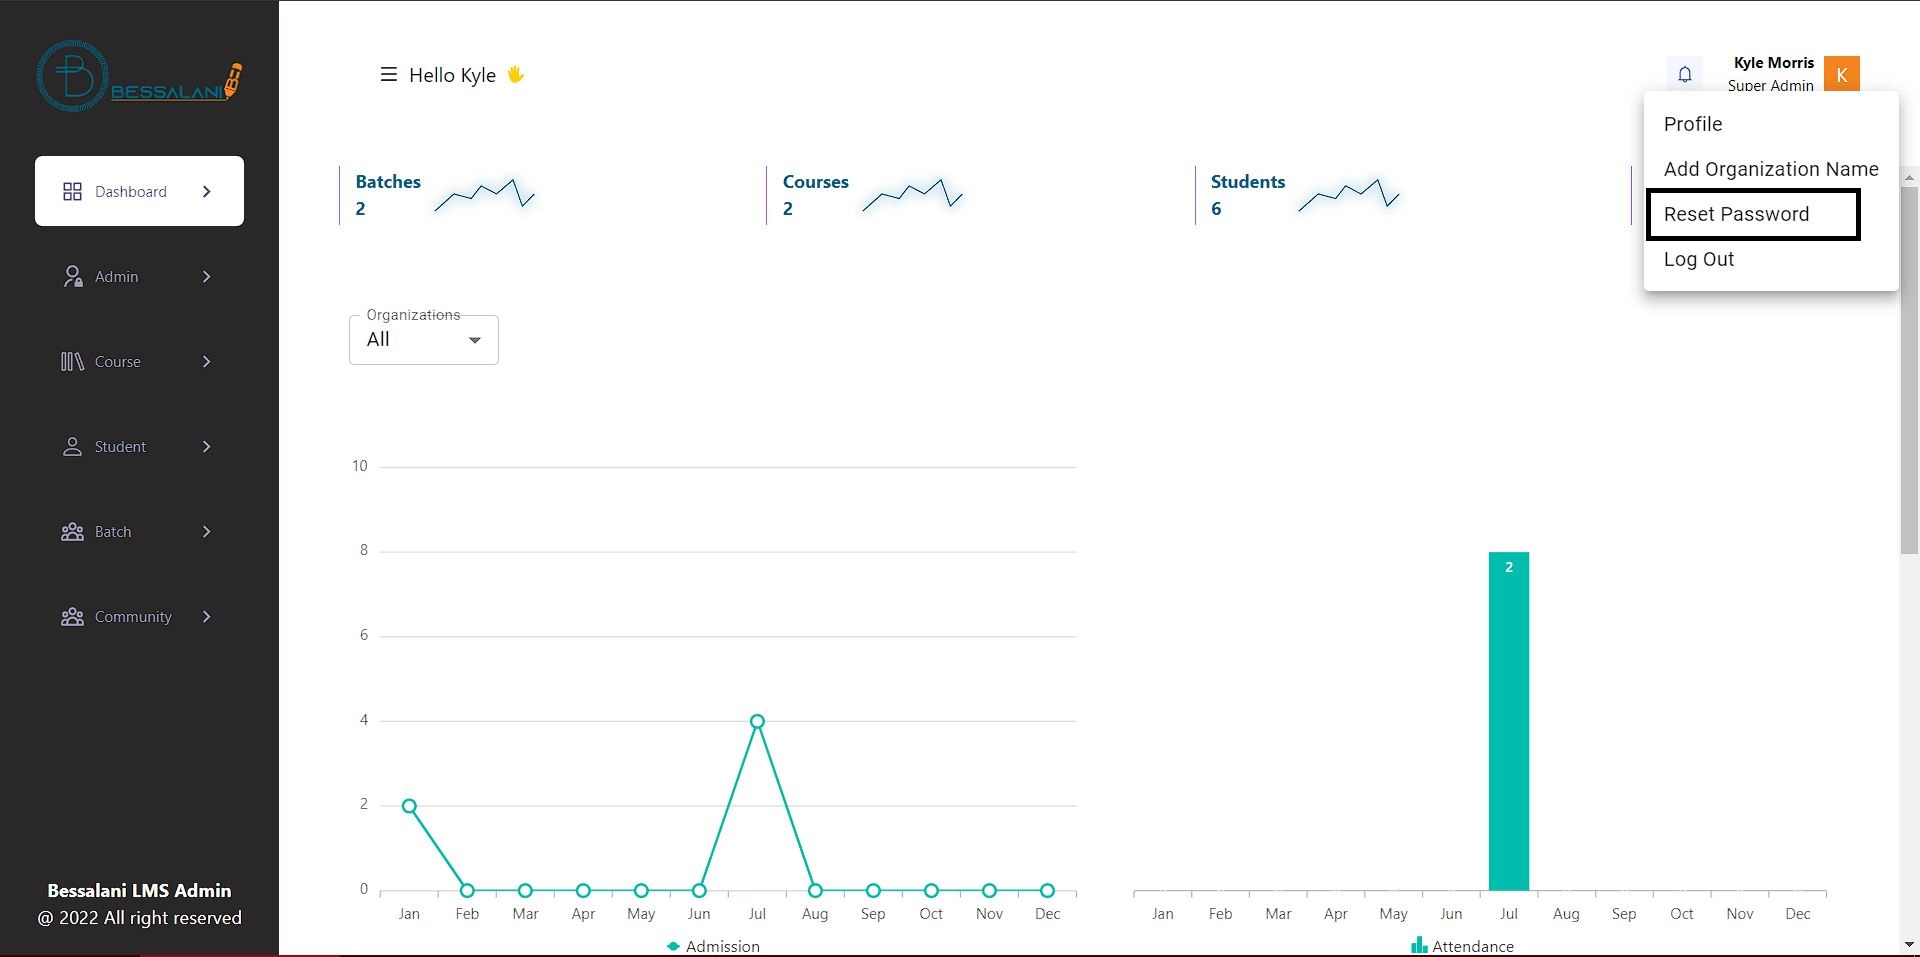 BESSALANI
Dashboard
Admin
Course
Student
Batch
Community
Bessalani LMS Admin
@ 2022 All right reserved
Hello Kyle 🖐
Kyle Morris
Super Admin
K
Profile
Add Organization Name
Reset Password
Log Out
Batches
2
Courses
2
Students
6
Organizations
All
10
8
6
4
2
0
Jan Feb Mar Apr May Jun Jul Aug Sep Oct Nov Dec
Admission
2
Jan Feb Mar Apr May Jun Jul Aug Sep Oct Nov Dec
Attendance